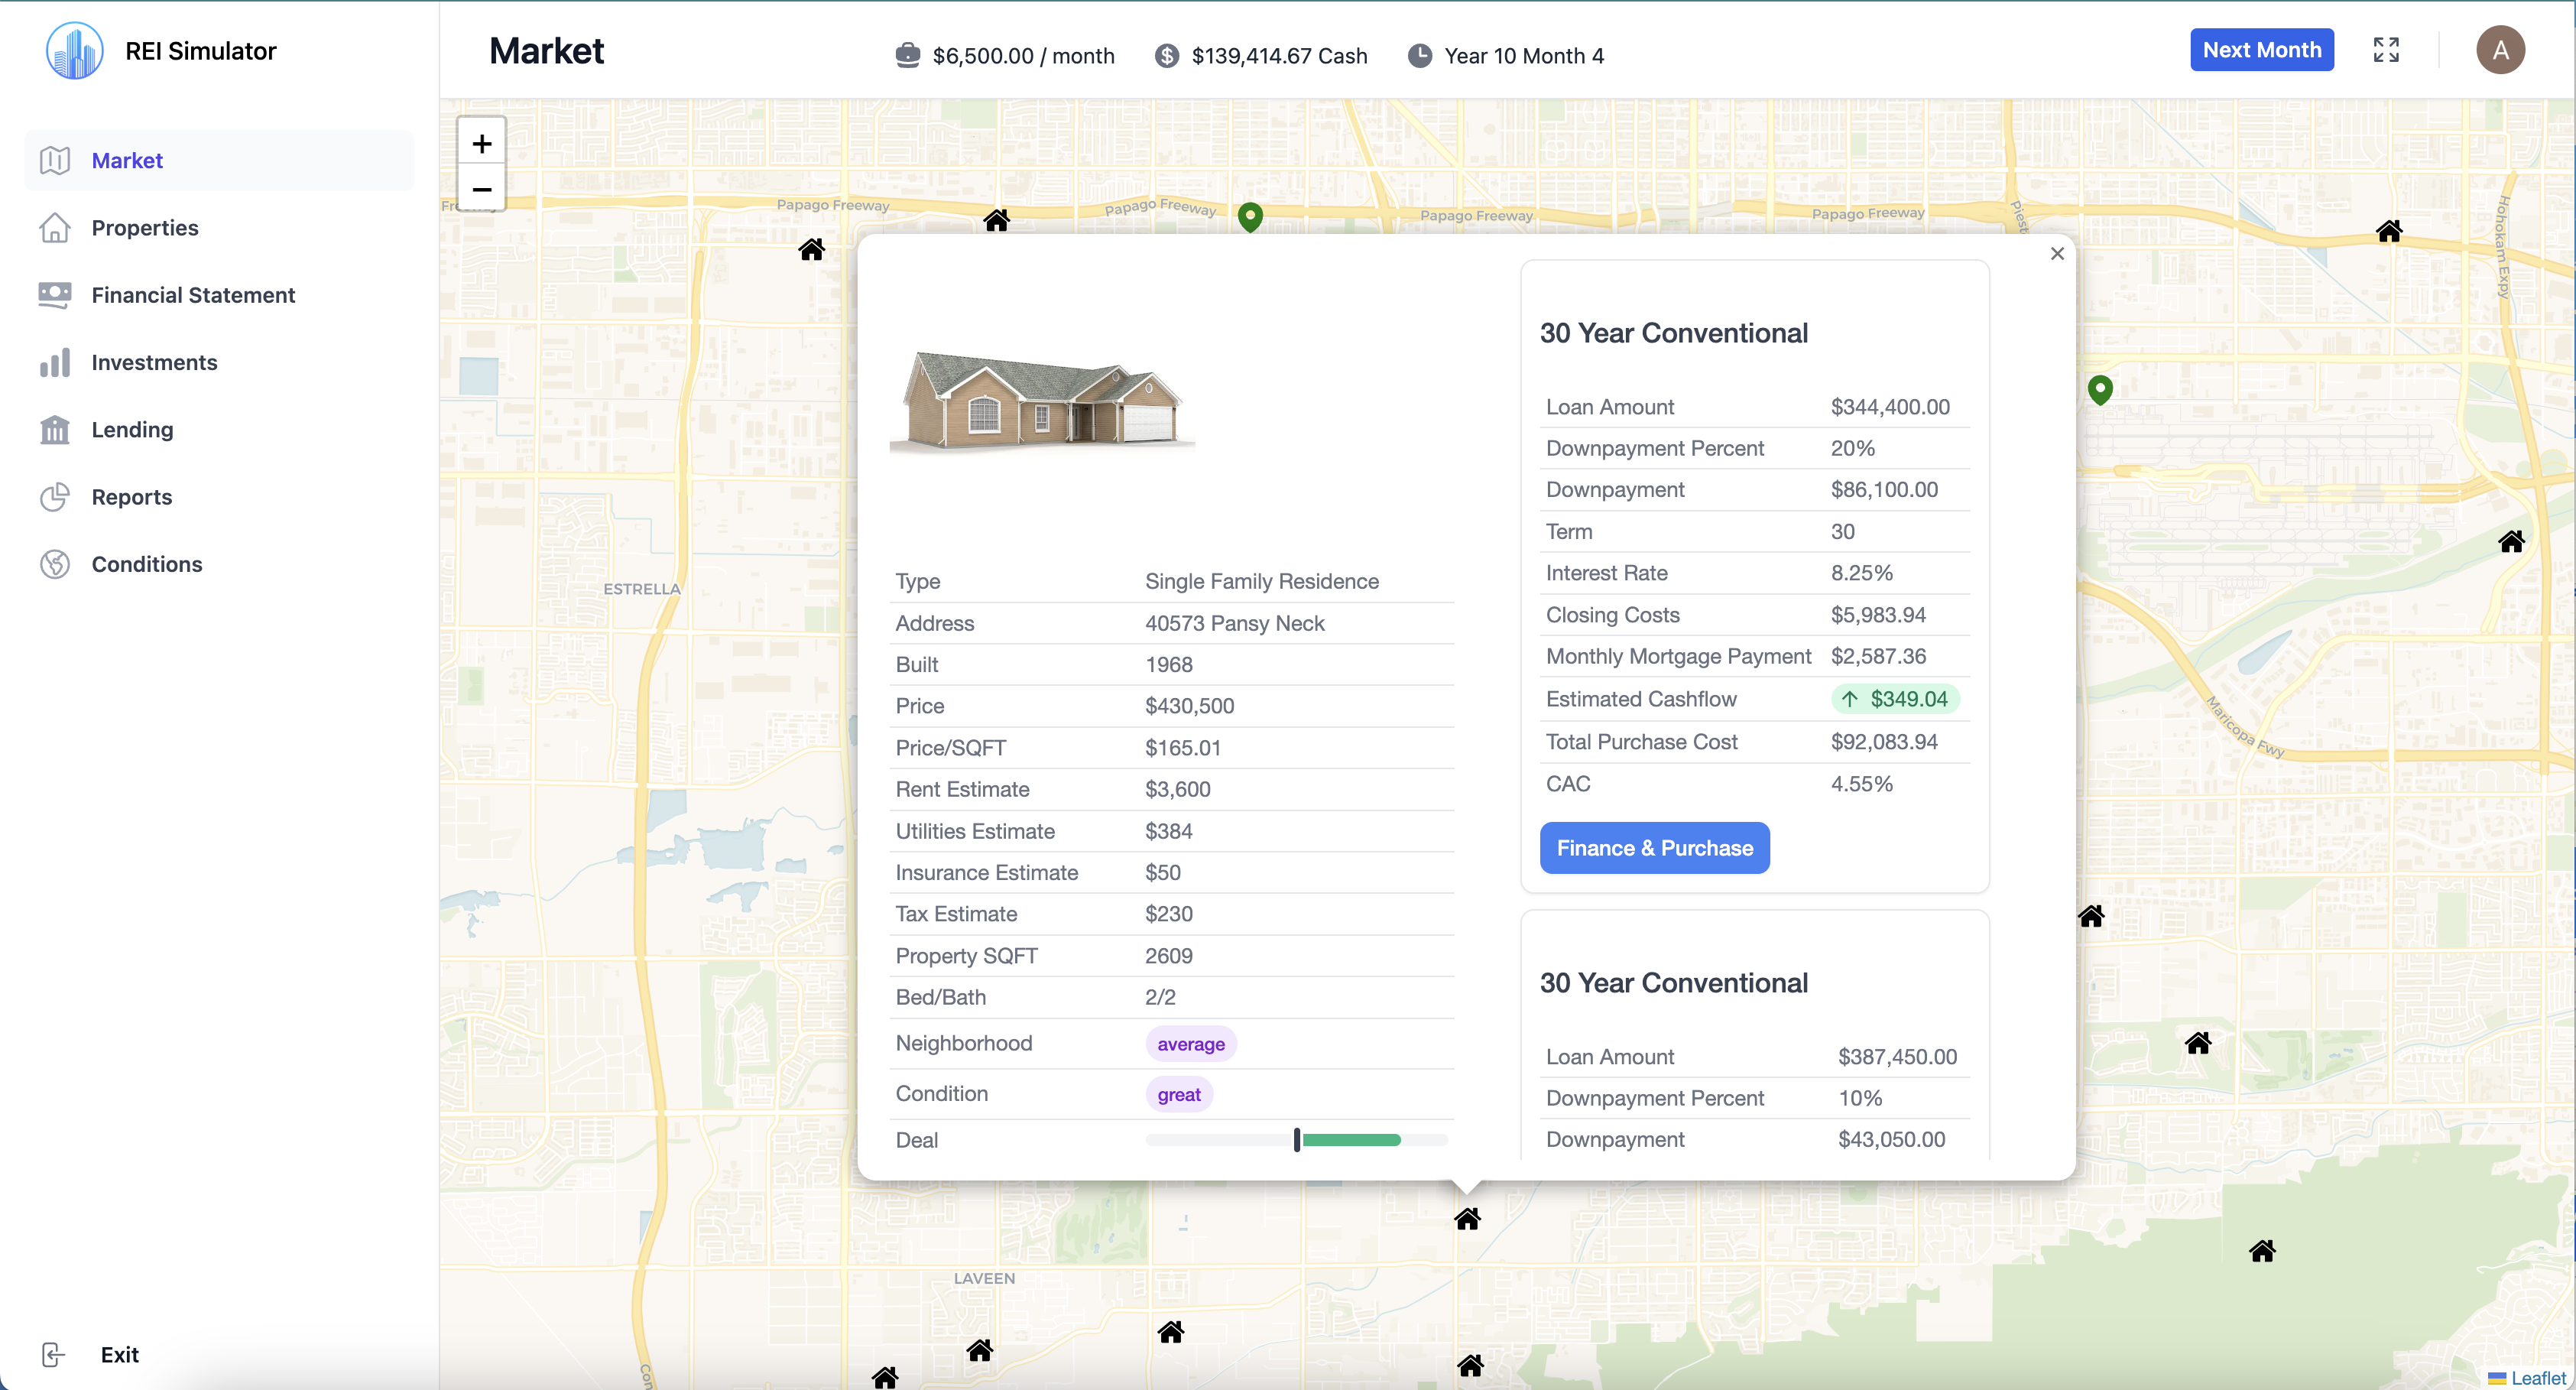 REI Simulator
Market
Properties
Financial Statement
Investments
Lending
Reports
Conditions
Exit
Market
$6,500.00 / month
$139,414.67 Cash
Year 10 Month 4
Next Month
A
+
−
Papago Freeway
Papago Freeway
Papago Freeway
Papago Freeway
Hohokam Expy
ESTRELLA
Maricopa Fwy
LAVEEN
×
Type Single Family Residence
Address 40573 Pansy Neck
Built 1968
Price $430,500
Price/SQFT $165.01
Rent Estimate $3,600
Utilities Estimate $384
Insurance Estimate $50
Tax Estimate $230
Property SQFT 2609
Bed/Bath 2/2
Neighborhood average
Condition great
Deal
30 Year Conventional
Loan Amount $344,400.00
Downpayment Percent 20%
Downpayment $86,100.00
Term 30
Interest Rate 8.25%
Closing Costs $5,983.94
Monthly Mortgage Payment $2,587.36
Estimated Cashflow ↑ $349.04
Total Purchase Cost $92,083.94
CAC 4.55%
Finance & Purchase
30 Year Conventional
Loan Amount $387,450.00
Downpayment Percent 10%
Downpayment $43,050.00
Leaflet